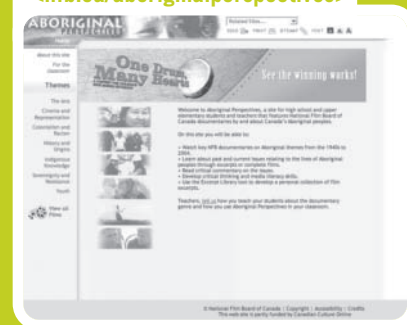 ABORIGINAL
PERSPECTIVES
Related Sites...
Home
About this site
For the
classroom
Themes
The Arts
Cinema and
Representation
Colonialism and
Racism
History and
Origins
Indigenous
Knowledge
Sovereignty and
Resistance
Youth
View all
Films
One Drum,
Many Hearts
See the winning works!
Welcome to Aboriginal Perspectives, a site for high school and upper
elementary students and teachers that features National Film Board of
Canada documentaries by and about Canada's Aboriginal peoples.
On this site you will be able to:
• Watch key NFB documentaries on Aboriginal themes from the 1940s to
2004.
• Learn about past and current issues relating to the lives of Aboriginal
peoples through excerpts or complete films.
• Read critical commentary on the issues.
• Develop critical thinking and media literacy skills.
• Use the Excerpt Library tool to develop a personal collection of film
excerpts.
Teachers, tell us how you teach your students about the documentary
genre and how you use Aboriginal Perspectives in your classroom.
© National Film Board of Canada | Copyright | Accessibility | Credits
This web site is partly funded by Canadian Culture Online